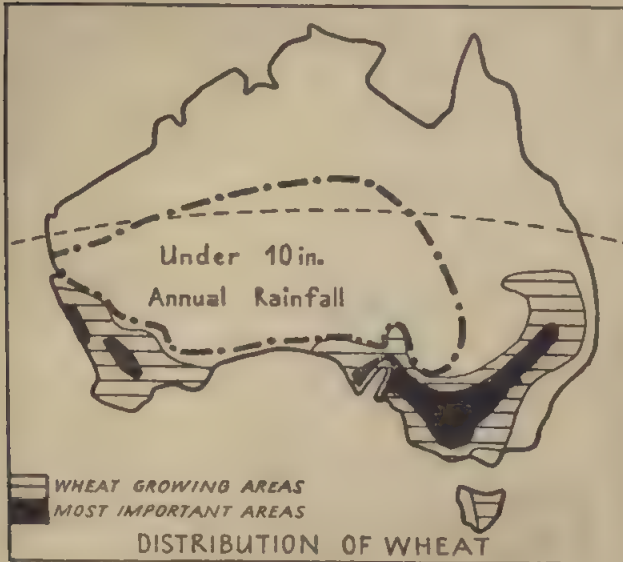 Under 10 in.
Annual Rainfall
WHEAT GROWING AREAS
MOST IMPORTANT AREAS
DISTRIBUTION OF WHEAT